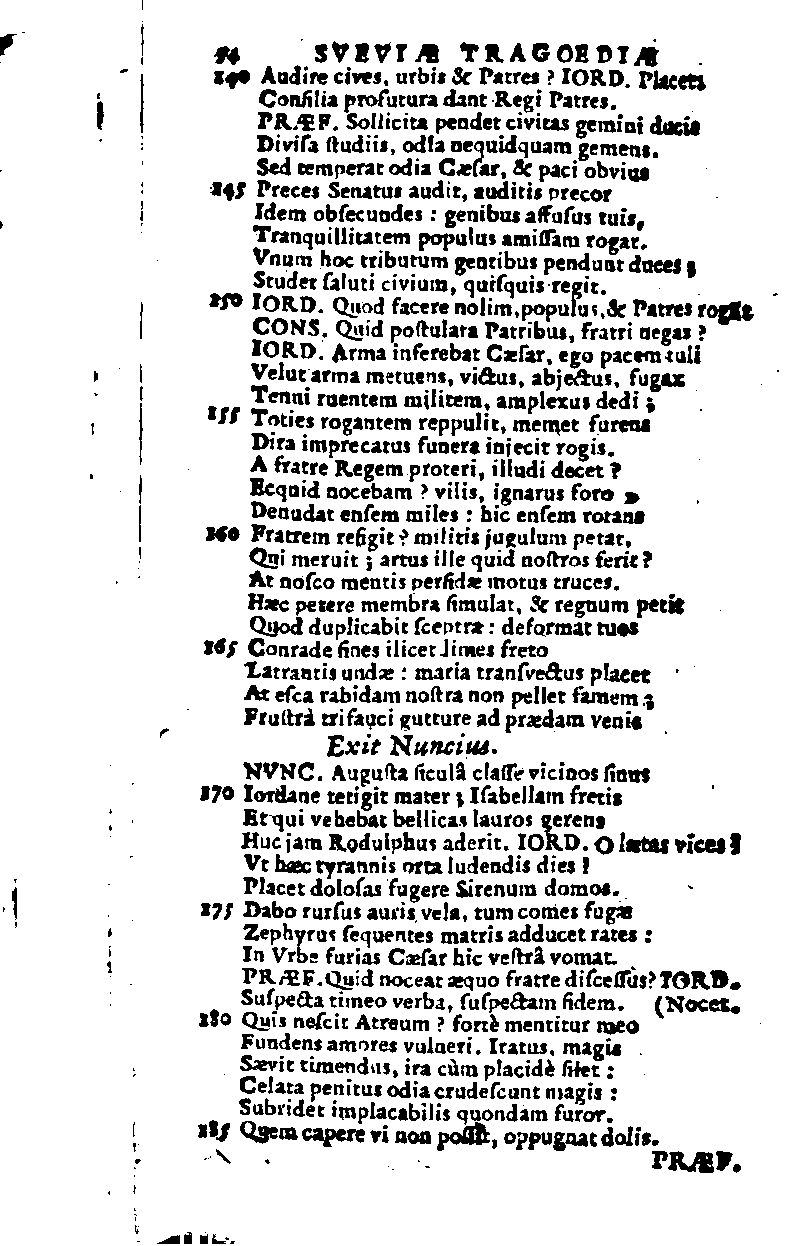 94 SVEVIÆ TRAGOEDIÆ
240 Audire cives, urbis & Patres ? IORD. Placet;
Consilia profutura dant Regi Patres.
PRÆF. Sollicita pendet civitas gemini ducis
Divisa studiis, odia nequidquam gemens.
Sed temperat odia Cæsar, & paci obvius
245 Preces Senatus audit, auditis precor
Idem obsecundes : genibus affusus tuis,
Tranquillitatem populus amissam rogat.
Vnum hoc tributum gentibus pendunt duces ;
Studet saluti civium, quisquis regit.
250 IORD. Quod facere nolim, populus, & Patres rogāt
CONS. Quid postulata Patribus, fratri negas ?
IORD. Arma inferebat Cæsar, ego pacem tuli
Velut arma metuens, victus, abjectus, fugax
Tenui ruentem militem, amplexus dedi ;
255 Toties rogantem reppulit, memet furens
Dira imprecatus funera injecit rogis.
A fratre Regem proteri, illudi decet ?
Ecquid nocebam ? vilis, ignarus foro
Denudat ensem miles : hic ensem rotans
260 Fratrem refigit ? militis jugulum petat,
Qui meruit ; artus ille quid nostros ferit ?
At nosco mentis perfidæ motus truces.
Hæc petere membra simulat, & regnum petit
Quod duplicabit sceptra : deformat tuos
265 Conrade fines ilicet limes freto
Latrantis undæ : maria transvectus placet
At esca rabidam nostra non pellet famem ;
Frustrà trifauci gutture ad prædam venis
Exit Nuncius.
NVNC. Augusta siculâ classe vicinos sinus
270 Iordane tetigit mater ; Isabellam fretis
Et qui vehebat bellicas lauros gerens
Huc jam Rodulphus aderit. IORD. O lætas vices !
Vt hæc tyrannis orta ludendis dies !
Placet dolosas fugere Sirenum domos.
275 Dabo rursus auris vela, tum comes fugæ
Zephyrus sequentes matris adducet rates :
In Vrbe furias Cæsar hic vestrâ vomat.
PRÆF. Quid noceat æquo fratre discessus? IORD.
Suspecta timeo verba, suspectam fidem. (Nocet.
280 Quis nescit Atreum ? fortè mentitur meo
Fundens amores vulneri. Iratus, magis
Sævit timendus, ira cùm placidè silet :
Celata penitus odia crudescunt magis :
Subridet implacabilis quondam furor.
285 Quem capere vi non possit, oppugnat dolis.
PRÆF.